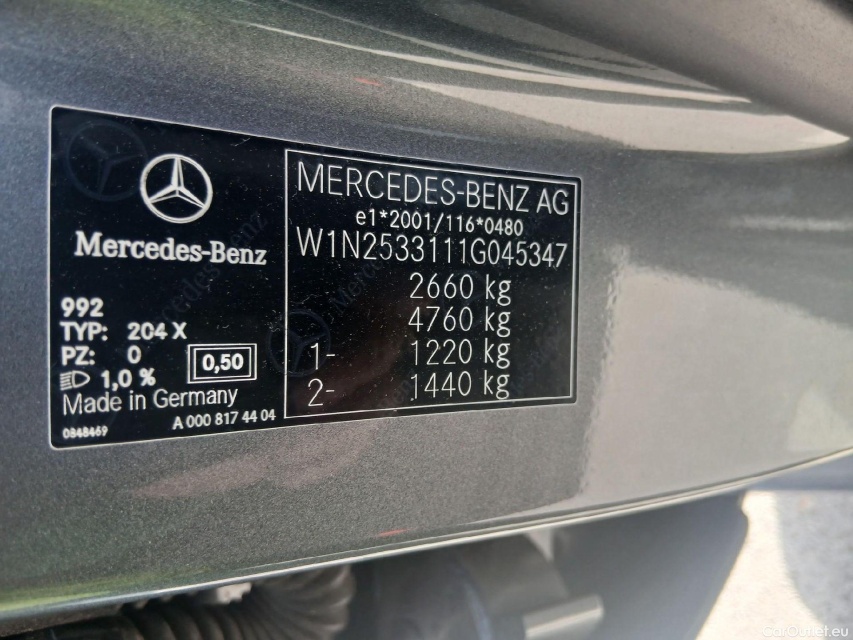 Mercedes-Benz
992
TYP: 204 X
PZ: 0
0,50
1,0 %
Made in Germany
0848469
A 000 817 44 04
MERCEDES-BENZ AG
e1*2001/116*0480
W1N2533111G045347
2660 kg
4760 kg
1- 1220 kg
2- 1440 kg
CarOutlet.eu